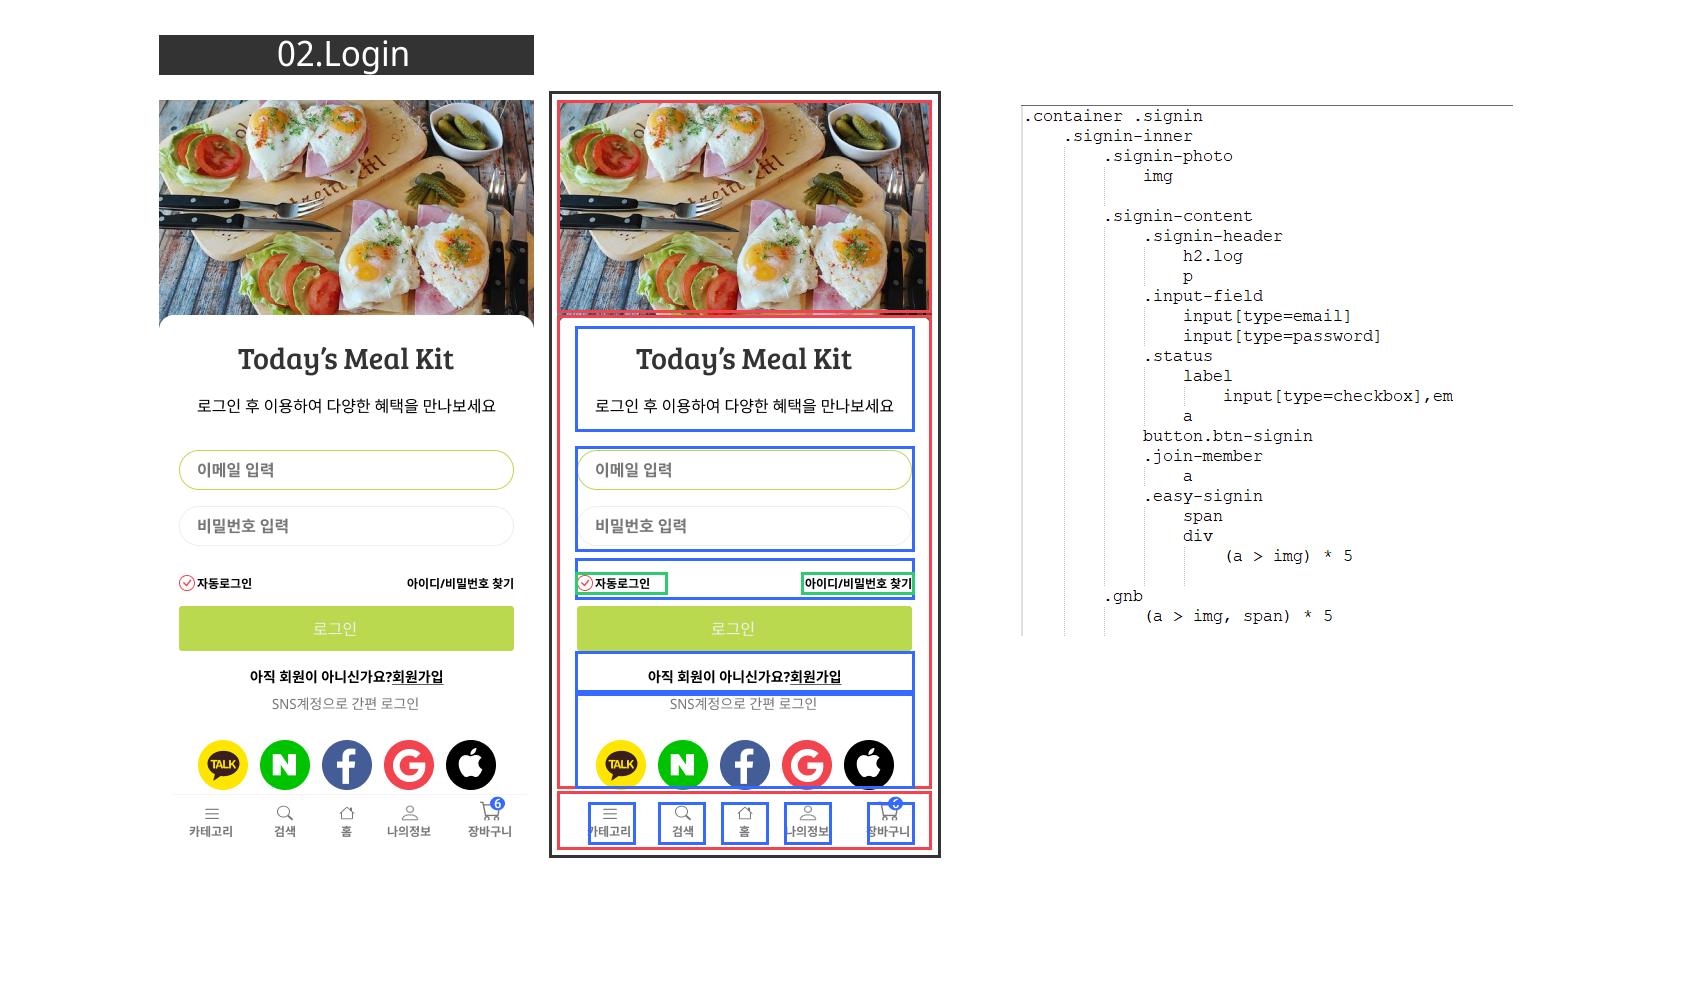 02.Login
Today's Meal Kit
로그인 후 이용하여 다양한 혜택을 만나보세요
이메일 입력
비밀번호 입력
자동로그인 아이디/비밀번호 찾기
로그인
아직 회원이 아니신가요?회원가입
SNS계정으로 간편 로그인
TALK N f G
6
카테고리 검색 홈 나의정보 장바구니
Today's Meal Kit
로그인 후 이용하여 다양한 혜택을 만나보세요
이메일 입력
비밀번호 입력
자동로그인 아이디/비밀번호 찾기
로그인
아직 회원이 아니신가요?회원가입
SNS계정으로 간편 로그인
TALK N f G
6
카테고리 검색 홈 나의정보 장바구니
.container .signin
.signin-inner
.signin-photo
img
.signin-content
.signin-header
h2.log
p
.input-field
input[type=email]
input[type=password]
.status
label
input[type=checkbox],em
a
button.btn-signin
.join-member
a
.easy-signin
span
div
(a > img) * 5
.gnb
(a > img, span) * 5